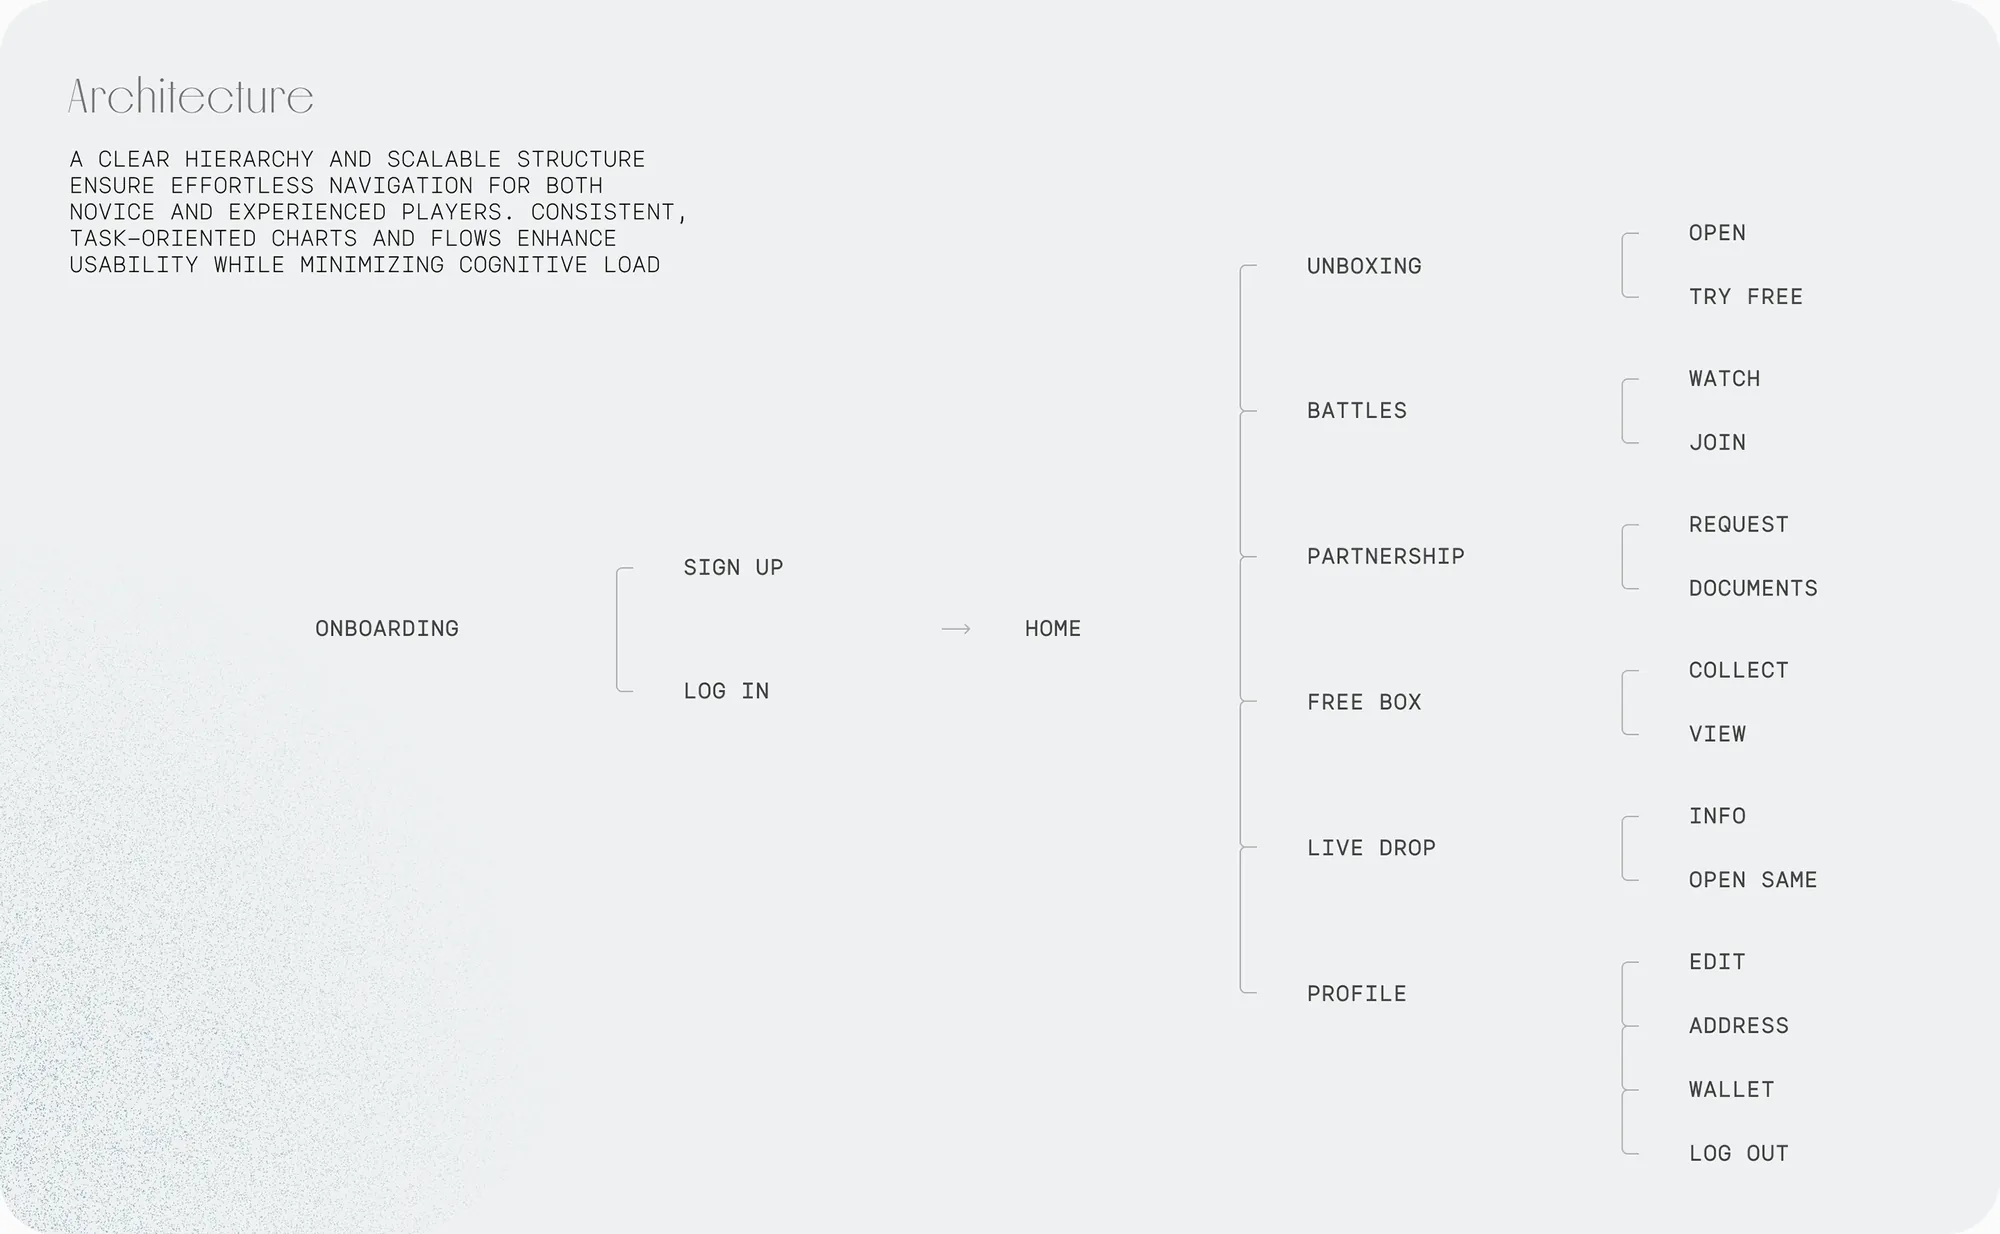 Architecture
A CLEAR HIERARCHY AND SCALABLE STRUCTURE
ENSURE EFFORTLESS NAVIGATION FOR BOTH
NOVICE AND EXPERIENCED PLAYERS. CONSISTENT,
TASK–ORIENTED CHARTS AND FLOWS ENHANCE
USABILITY WHILE MINIMIZING COGNITIVE LOAD
ONBOARDING
SIGN UP
LOG IN
HOME
UNBOXING
OPEN
TRY FREE
BATTLES
WATCH
JOIN
PARTNERSHIP
REQUEST
DOCUMENTS
FREE BOX
COLLECT
VIEW
LIVE DROP
INFO
OPEN SAME
PROFILE
EDIT
ADDRESS
WALLET
LOG OUT